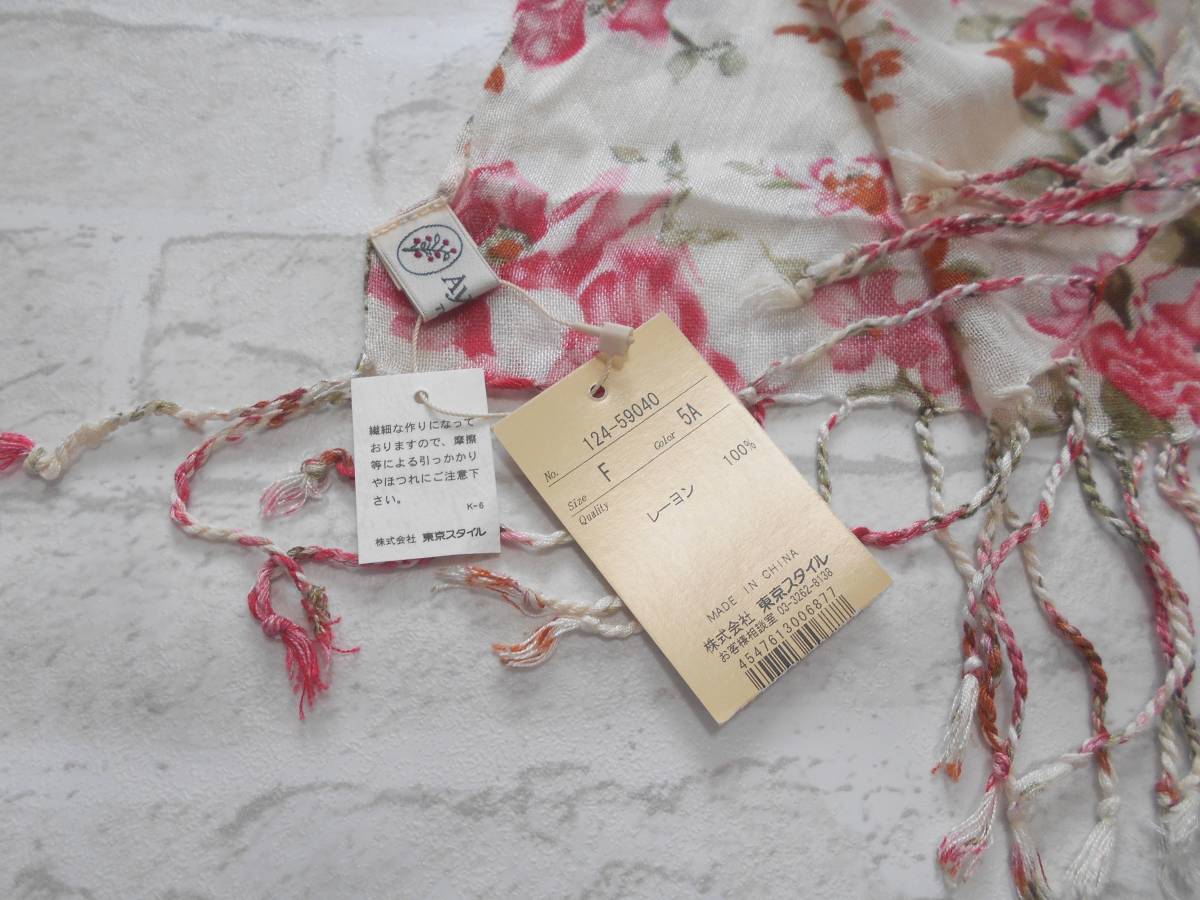 Ay
繊細な作りになって
おりますので、摩擦
等による引っかかり
やほつれにご注意下
さい。
K-6
株式会社 東京スタイル
No. 124-59040
Size F Color 5A
Quality
レーヨン 100%
MADE IN CHINA
株式会社 東京スタイル
お客様相談室 03-3262-8138
4547613006877